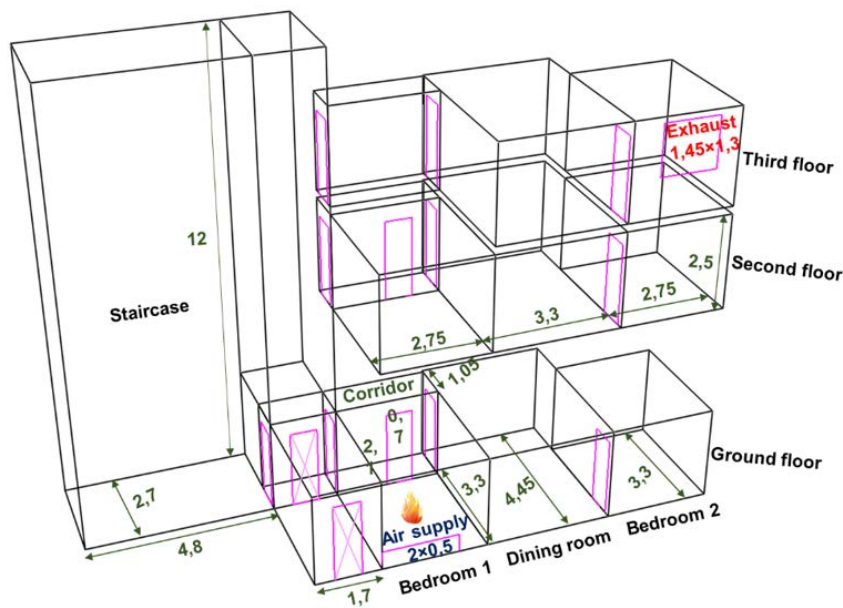 Exhaust
1,45×1,3
Third floor
12
Second floor
2,5
2,75
3,3
2,75
Staircase
1,05
Corridor
0,
7
2,
1
Ground floor
2,7
3,3
4,45
3,3
Air supply
2×0,5
4,8
Bedroom 1
Dining room
Bedroom 2
1,7